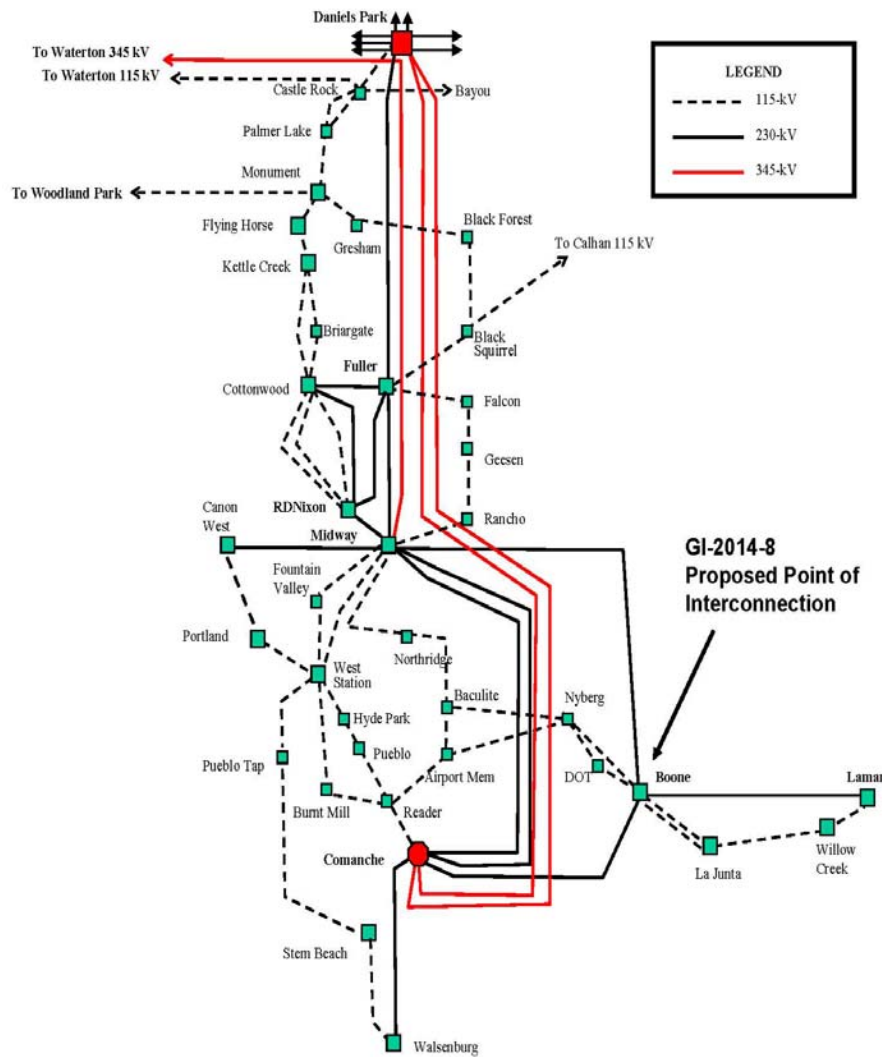 Daniels Park
To Waterton 345 kV
To Waterton 115 kV
Castle Rock
Bayou
Palmer Lake
Monument
To Woodland Park
Flying Horse
Gresham
Black Forest
Kettle Creek
To Calhan 115 kV
Briargate
Black
Squirrel
Fuller
Cottonwood
Falcon
Geesen
RDNixon
Rancho
Canon
West
Midway
Fountain
Valley
Portland
Northridge
West
Station
Baculite
Nyberg
Hyde Park
Pueblo
Pueblo Tap
Airport Mem
DOT
Boone
Lamar
Burnt Mill
Reader
Comanche
La Junta
Willow
Creek
Stem Beach
Walsenburg
LEGEND
115-kV
230-kV
345-kV
GI-2014-8
Proposed Point of
Interconnection